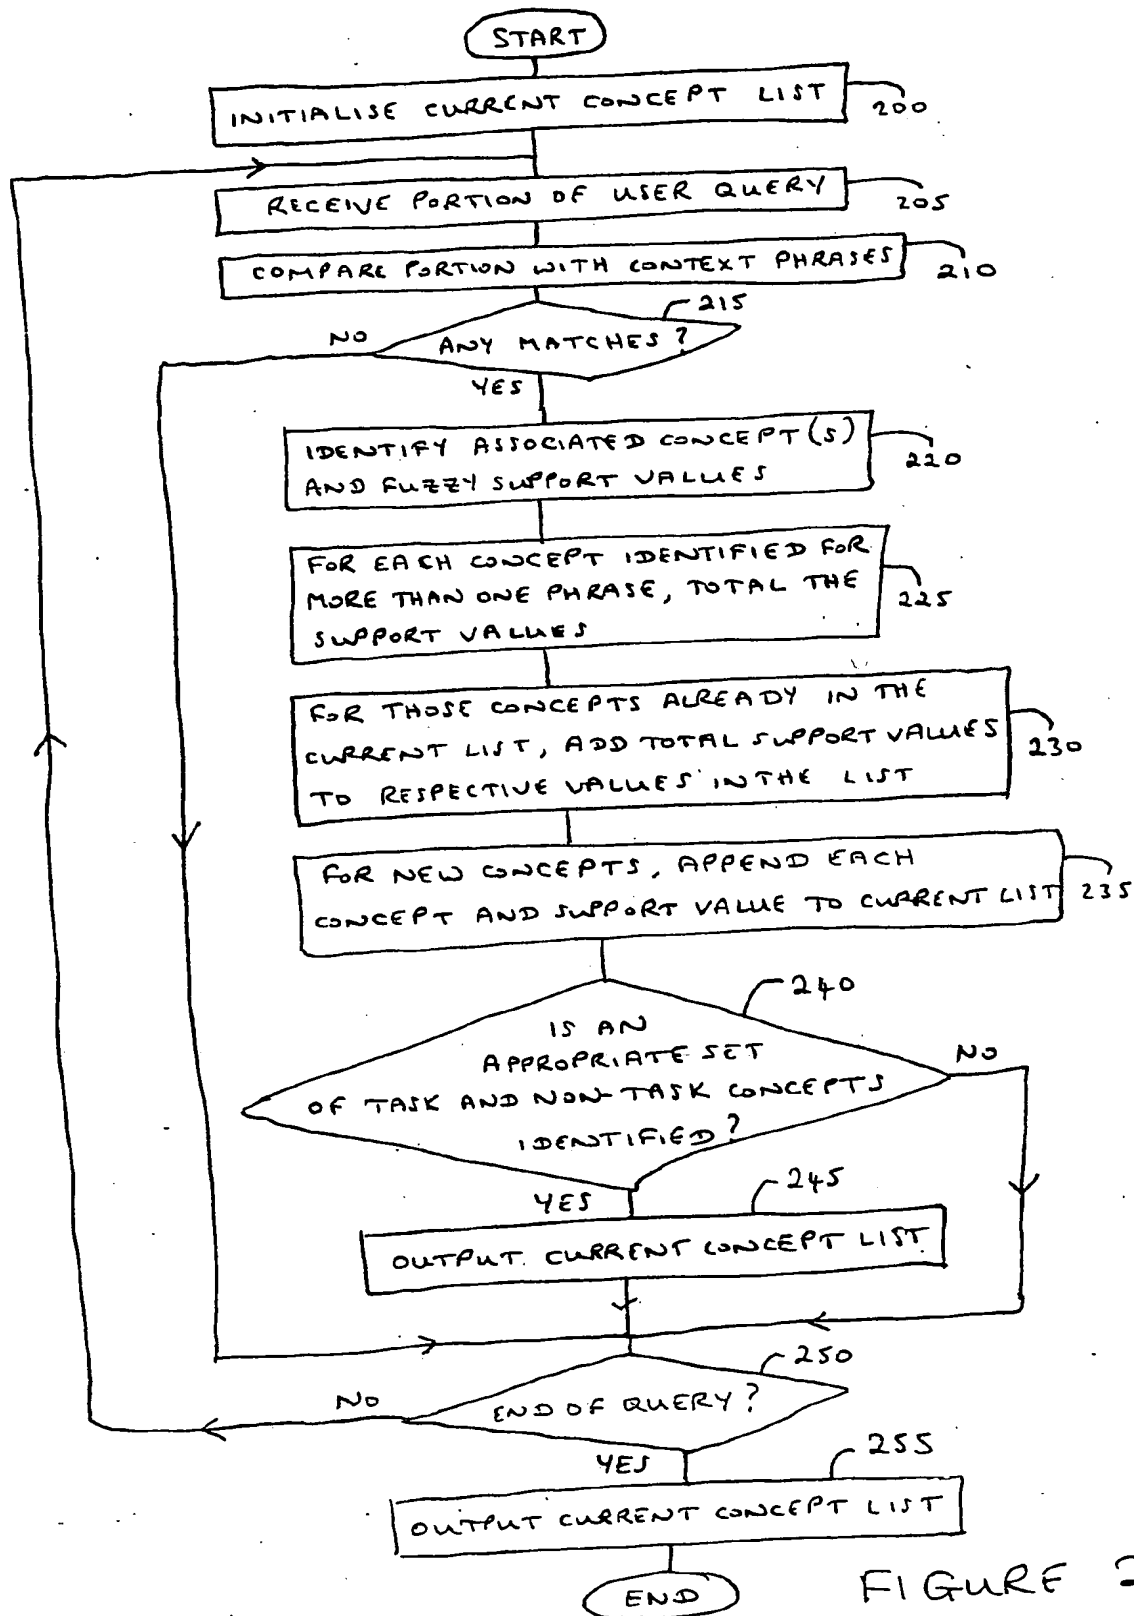 START
INITIALISE CURRENT CONCEPT LIST
200
RECEIVE PORTION OF USER QUERY
205
COMPARE PORTION WITH CONTEXT PHRASES
210
215
NO
ANY MATCHES?
YES
IDENTIFY ASSOCIATED CONCEPT(S)
AND FUZZY SUPPORT VALUES
220
FOR EACH CONCEPT IDENTIFIED FOR
MORE THAN ONE PHRASE, TOTAL THE
SUPPORT VALUES
225
FOR THOSE CONCEPTS ALREADY IN THE
CURRENT LIST, ADD TOTAL SUPPORT VALUES
TO RESPECTIVE VALUES IN THE LIST
230
FOR NEW CONCEPTS, APPEND EACH
CONCEPT AND SUPPORT VALUE TO CURRENT LIST
235
240
IS AN
APPROPRIATE SET
OF TASK AND NON-TASK CONCEPTS
IDENTIFIED?
NO
YES
245
OUTPUT CURRENT CONCEPT LIST
250
NO
END OF QUERY?
YES
255
OUTPUT CURRENT CONCEPT LIST
END
FIGURE